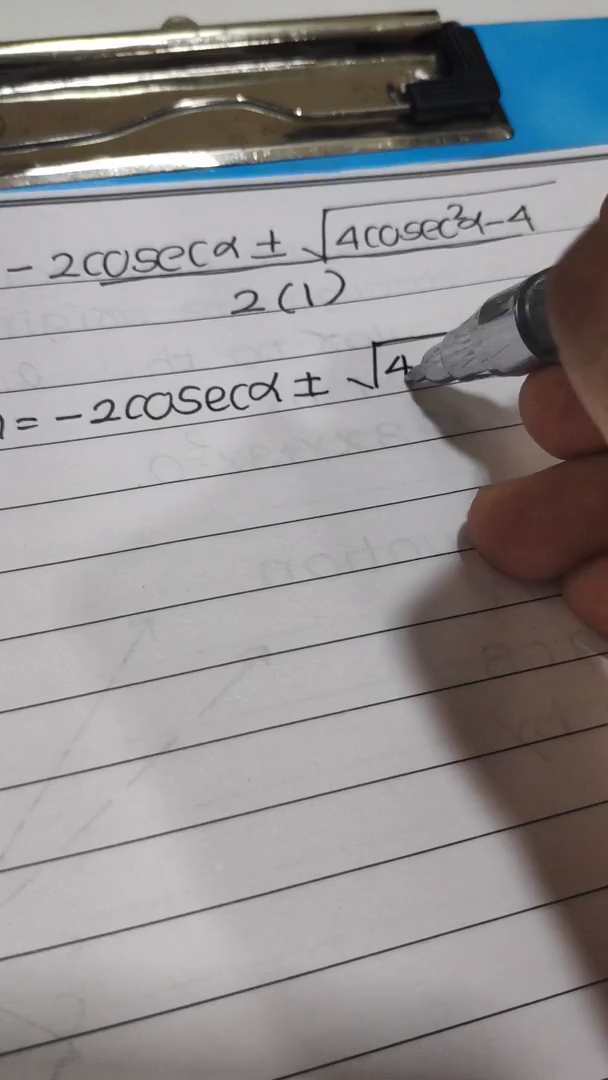 - 2cosecα ± √4cosec²α-4
2(1)
= -2cosecα ± √4